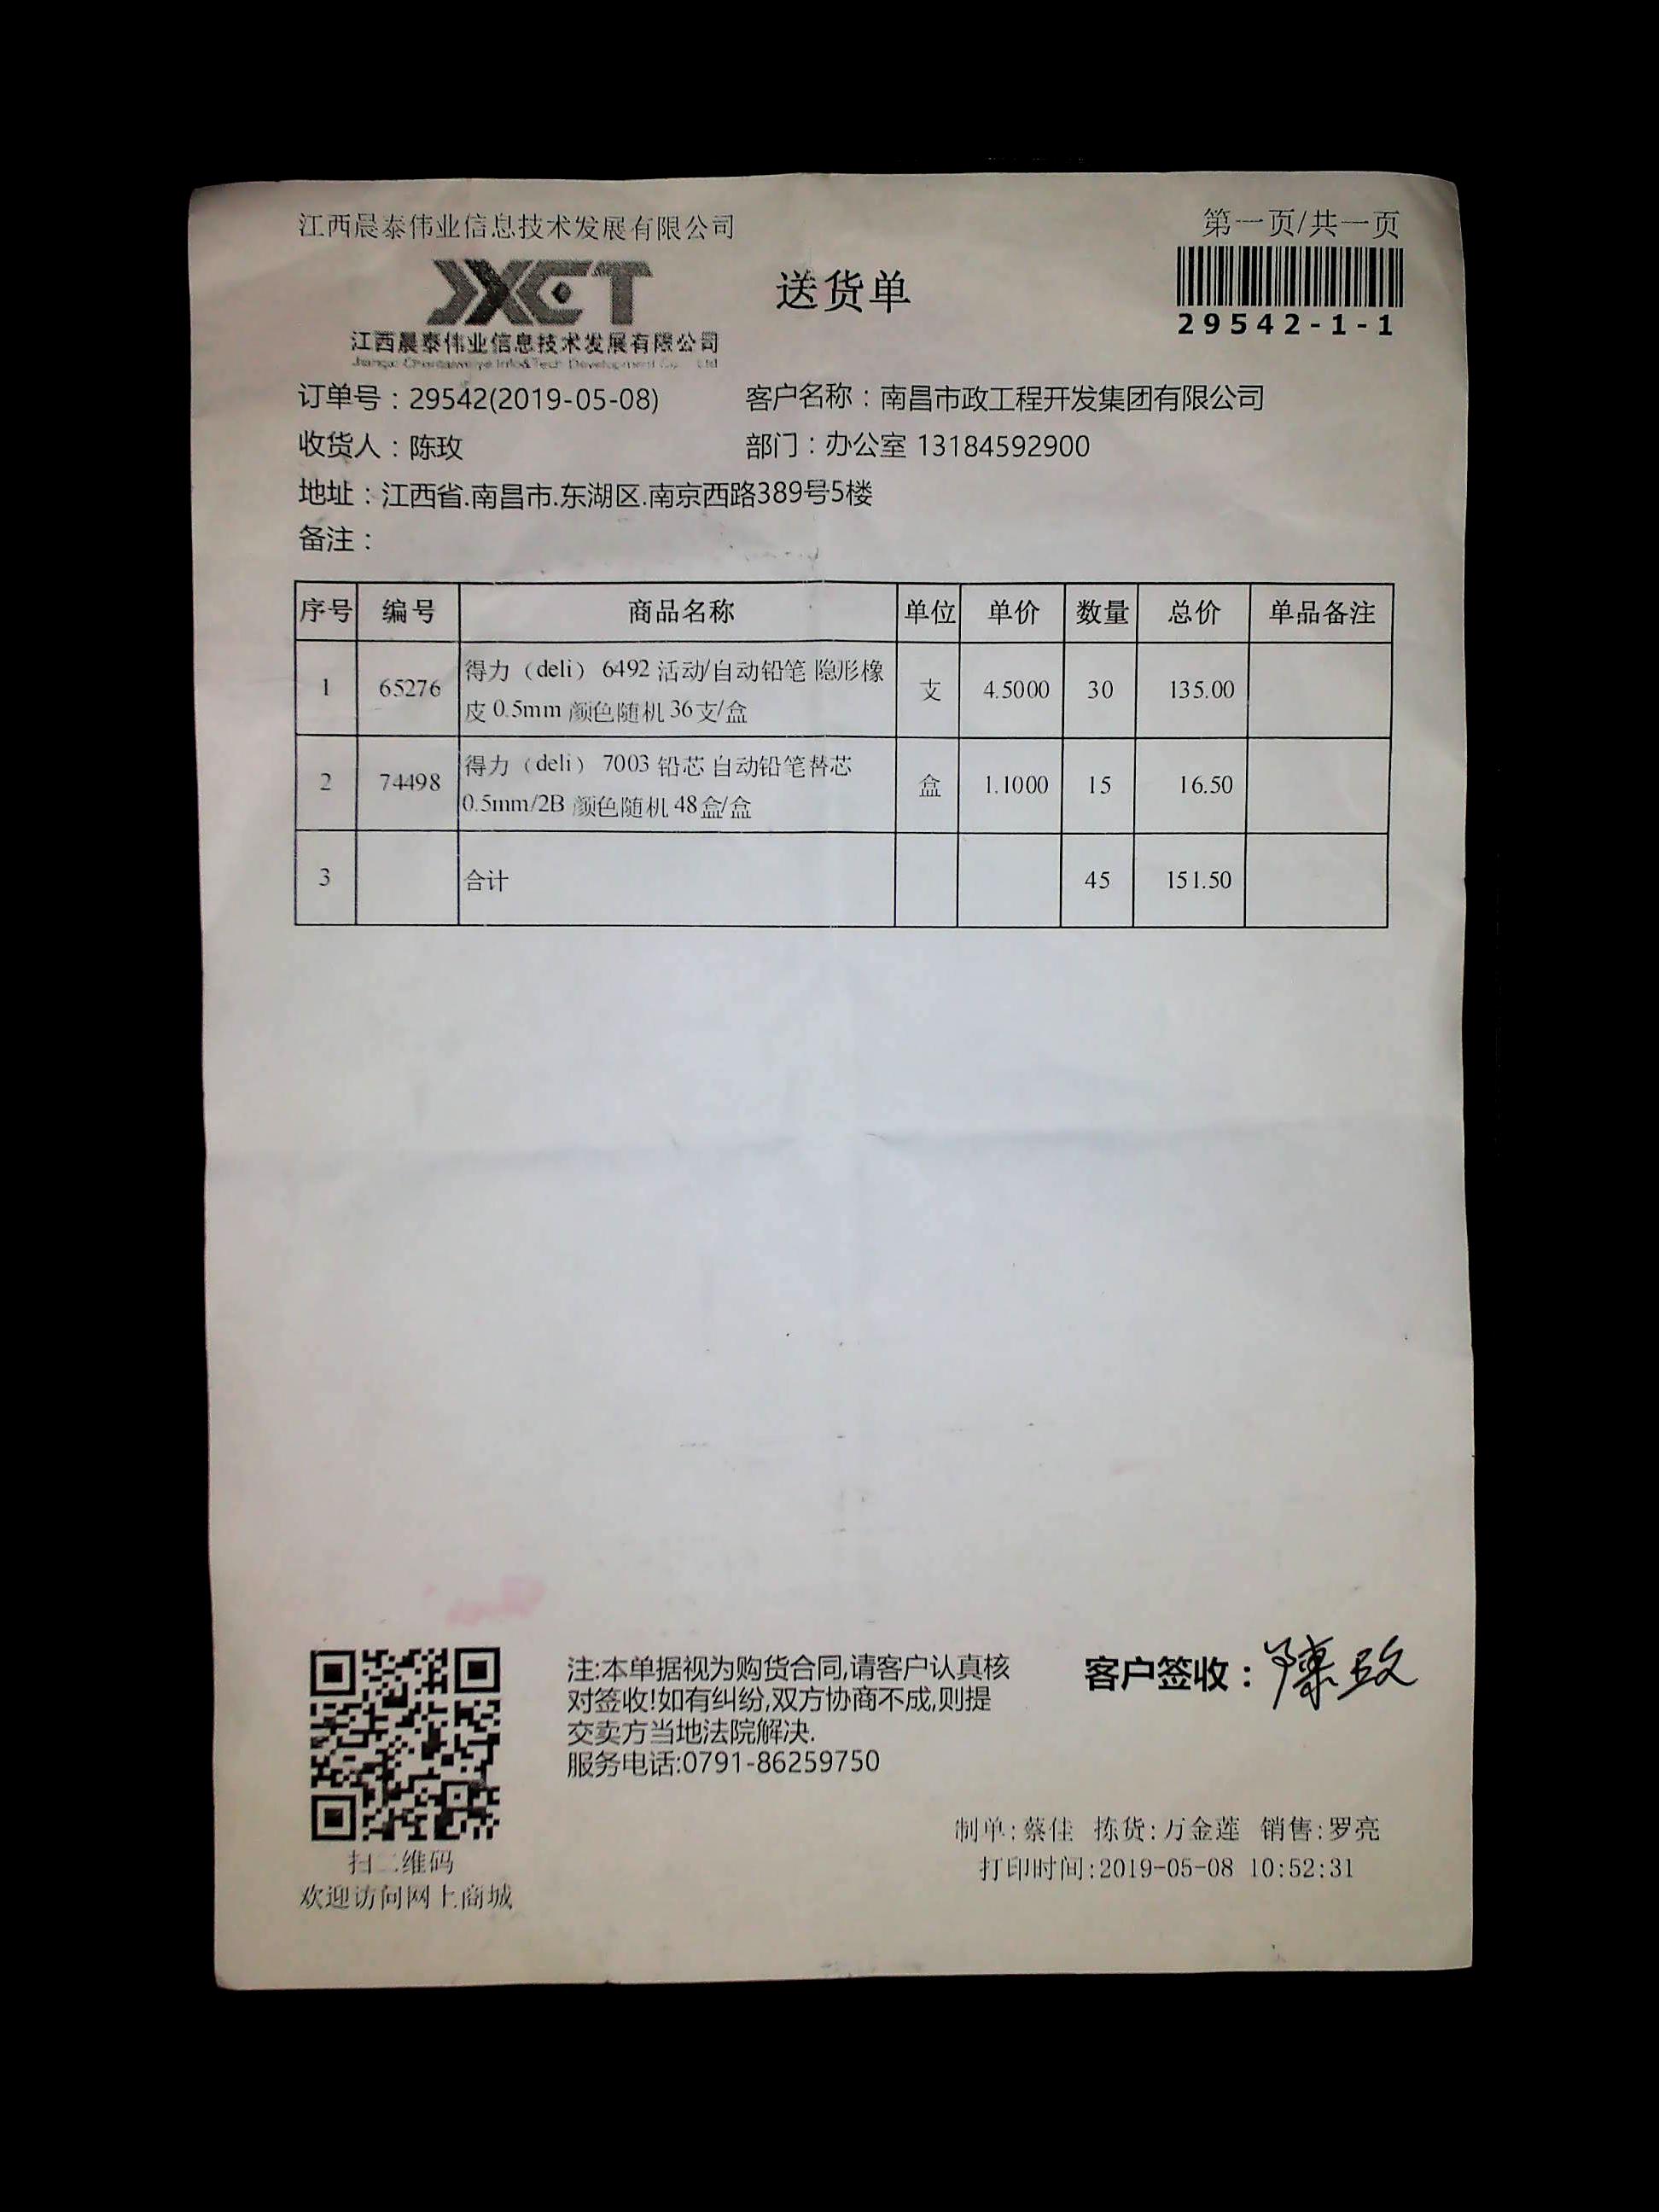 江西晨泰伟业信息技术发展有限公司
第一页/共一页
JXCT
送货单
29542-1-1
江西晨泰伟业信息技术发展有限公司
订单号：29542(2019-05-08)
客户名称：南昌市政工程开发集团有限公司
收货人：陈玫
部门：办公室 13184592900
地址：江西省.南昌市.东湖区.南京西路389号5楼
备注：
序号 编号 商品名称 单位 单价 数量 总价 单品备注
1 65276 得力（deli） 6492 活动/自动铅笔 隐形橡 支 4.5000 30 135.00
皮 0.5mm 颜色随机 36支/盒
2 74498 得力（deli） 7003 铅芯 自动铅笔替芯 盒 1.1000 15 16.50
0.5mm/2B 颜色随机 48盒/盒
3 合计 45 151.50
注:本单据视为购货合同,请客户认真核
对签收!如有纠纷,双方协商不成,则提
交卖方当地法院解决.
服务电话:0791-86259750
客户签收：陳玫
制单:蔡佳 拣货:万金莲 销售:罗亮
打印时间:2019-05-08 10:52:31
扫二维码
欢迎访问网上商城